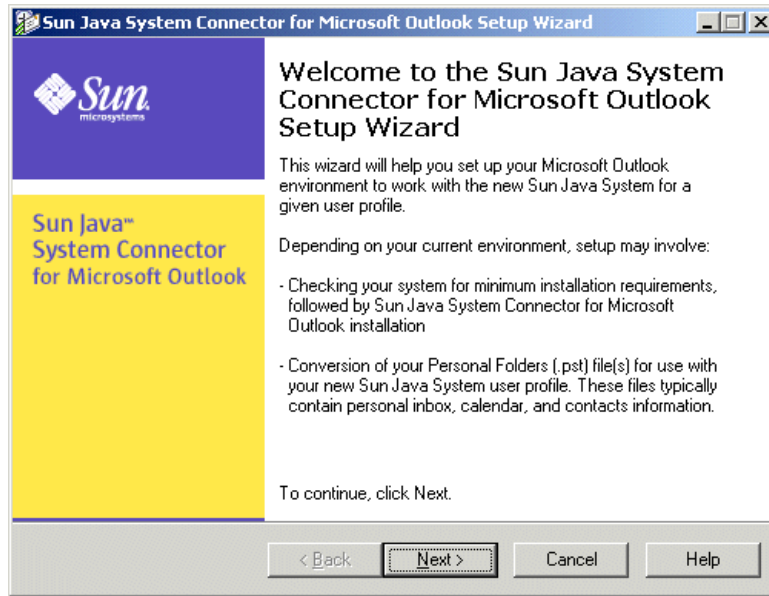 Sun Java System Connector for Microsoft Outlook Setup Wizard
Sun
microsystems
Sun Java™
System Connector
for Microsoft Outlook
Welcome to the Sun Java System
Connector for Microsoft Outlook
Setup Wizard
This wizard will help you set up your Microsoft Outlook
environment to work with the new Sun Java System for a
given user profile.
Depending on your current environment, setup may involve:
- Checking your system for minimum installation requirements,
followed by Sun Java System Connector for Microsoft
Outlook installation
- Conversion of your Personal Folders (.pst) file(s) for use with
your new Sun Java System user profile. These files typically
contain personal inbox, calendar, and contacts information.
To continue, click Next.
< Back
Next >
Cancel
Help